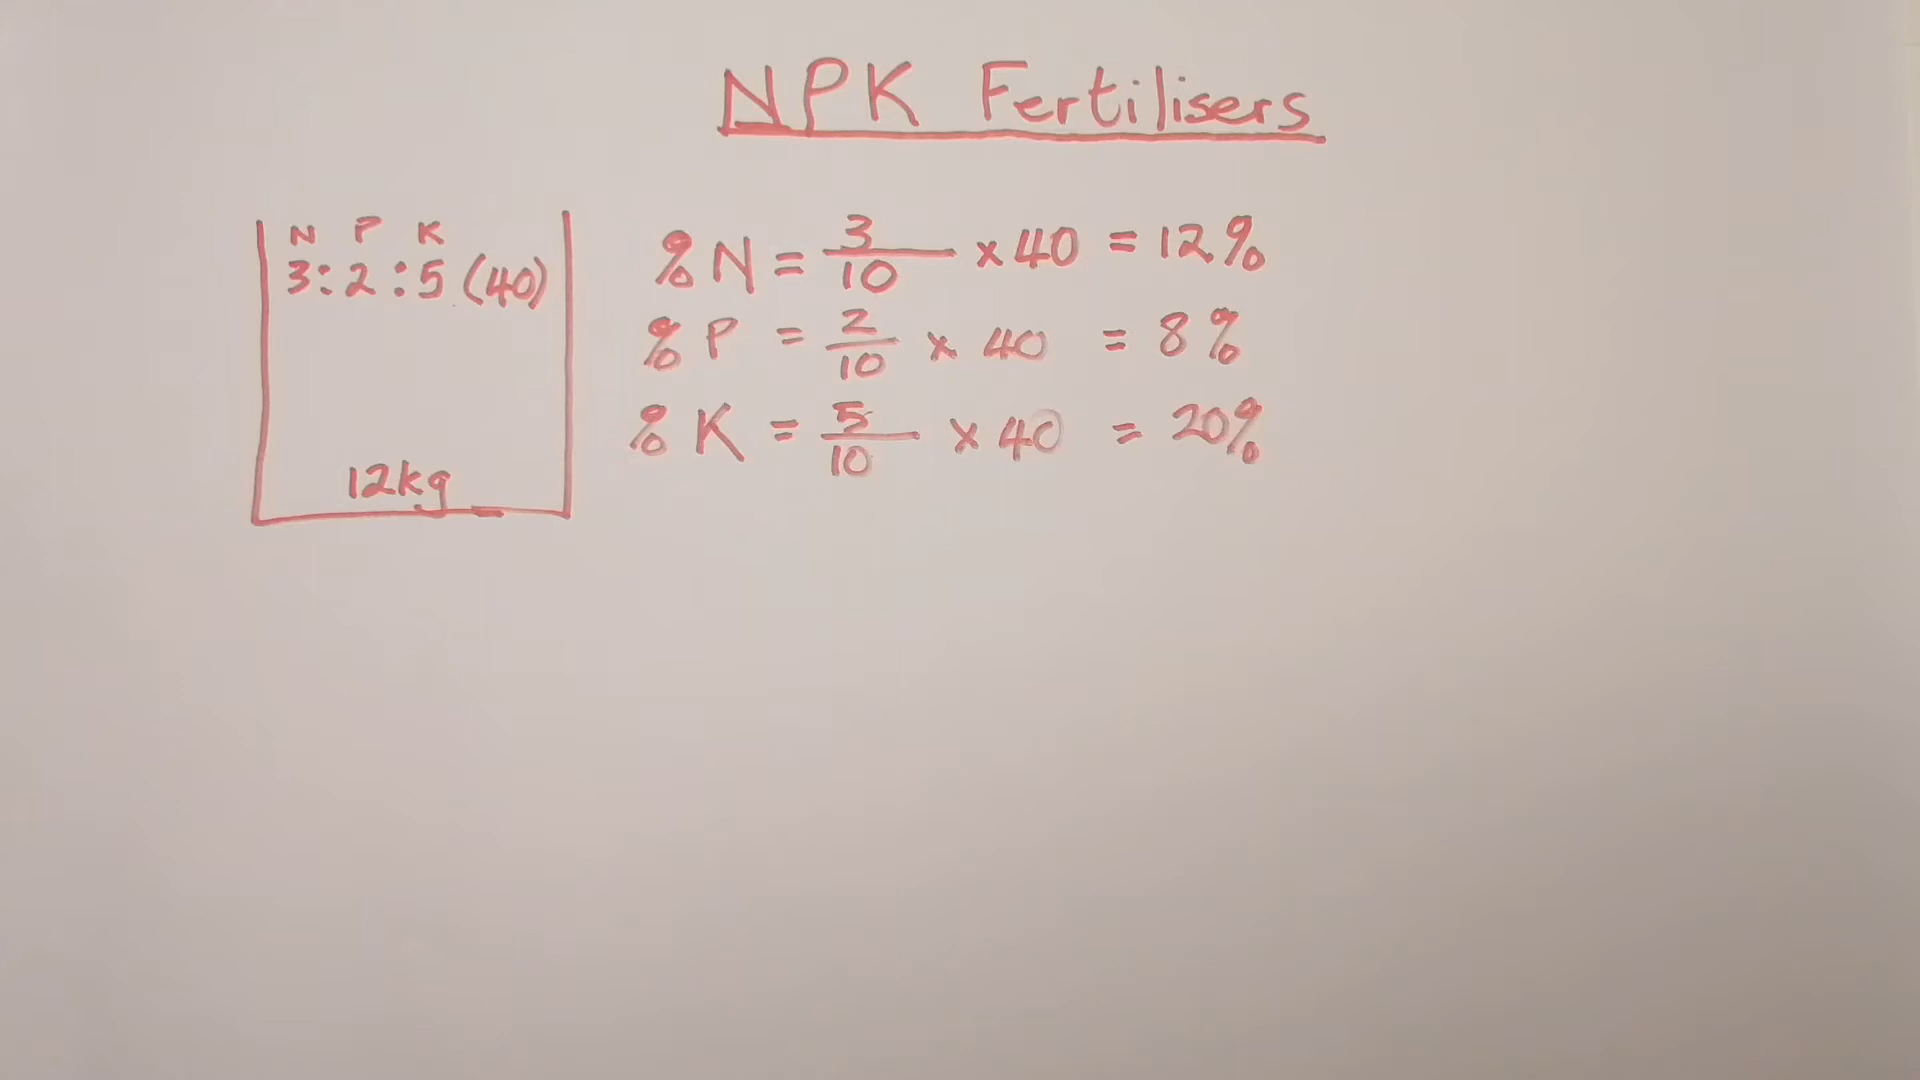 NPK Fertilisers
N P K
3:2:5 (40)
12kg
% N = 3/10 × 40 = 12%
% P = 2/10 × 40 = 8%
% K = 5/10 × 40 = 20%